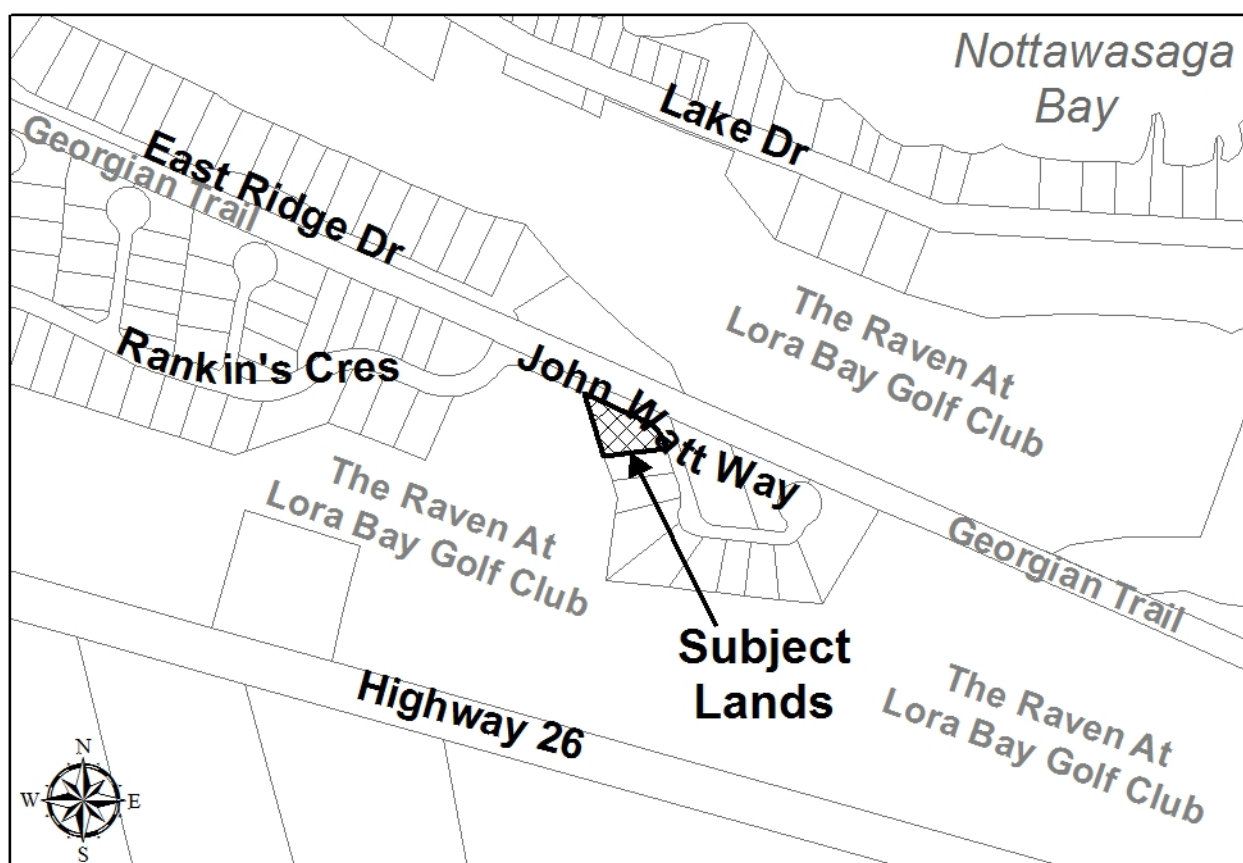 Nottawasaga
Bay
Lake Dr
Georgian Trail
East Ridge Dr
The Raven At
Lora Bay Golf Club
Rankin's Cres
John Watt Way
The Raven At
Lora Bay Golf Club
Georgian Trail
Subject
Lands
The Raven At
Lora Bay Golf Club
Highway 26
N
W
E
S